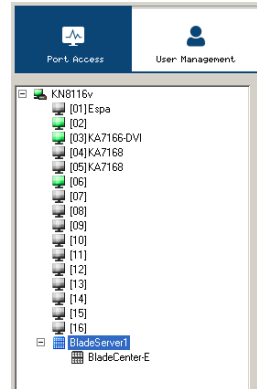 Port Access
User Management
KN8116v
[01] Espa
[02]
[03] KA7166-DVI
[04] KA7168
[05] KA7168
[06]
[07]
[08]
[09]
[10]
[11]
[12]
[13]
[14]
[15]
[16]
BladeServer1
BladeCenter-E